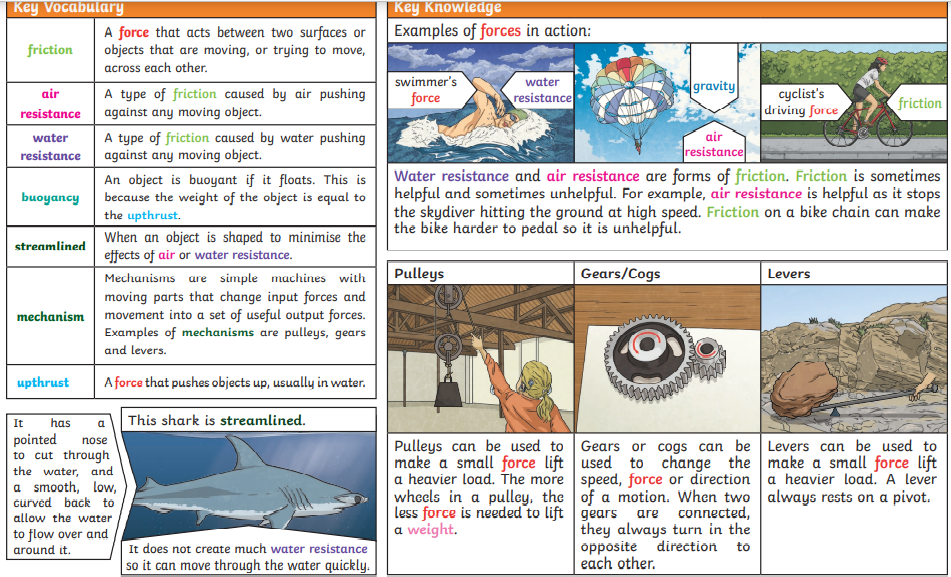 Key Vocabulary
friction
A force that acts between two surfaces or
objects that are moving, or trying to move,
across each other.
air
resistance
A type of friction caused by air pushing
against any moving object.
water
resistance
A type of friction caused by water pushing
against any moving object.
buoyancy
An object is buoyant if it floats. This is
because the weight of the object is equal to
the upthrust.
streamlined
When an object is shaped to minimise the
effects of air or water resistance.
mechanism
Mechanisms are simple machines with
moving parts that change input forces and
movement into a set of useful output forces.
Examples of mechanisms are pulleys, gears
and levers.
upthrust
A force that pushes objects up, usually in water.
It has a
pointed nose
to cut through
the water, and
a smooth, low,
curved back to
allow the water
to flow over and
around it.
This shark is streamlined.
It does not create much water resistance
so it can move through the water quickly.
Key Knowledge
Examples of forces in action:
swimmer's
force
water
resistance
gravity
air
resistance
cyclist's
driving force
friction
Water resistance and air resistance are forms of friction. Friction is sometimes
helpful and sometimes unhelpful. For example, air resistance is helpful as it stops
the skydiver hitting the ground at high speed. Friction on a bike chain can make
the bike harder to pedal so it is unhelpful.
Pulleys
Pulleys can be used to
make a small force lift
a heavier load. The more
wheels in a pulley, the
less force is needed to lift
a weight.
Gears/Cogs
Gears or cogs can be
used to change the
speed, force or direction
of a motion. When two
gears are connected,
they always turn in the
opposite direction to
each other.
Levers
Levers can be used to
make a small force lift
a heavier load. A lever
always rests on a pivot.